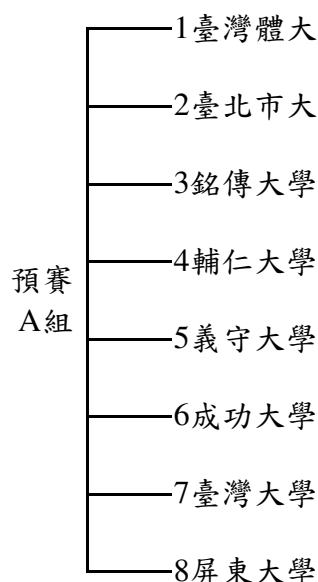 1臺灣體大
2臺北市大
3銘傳大學
4輔仁大學
預賽
A組
5義守大學
6成功大學
7臺灣大學
8屏東大學